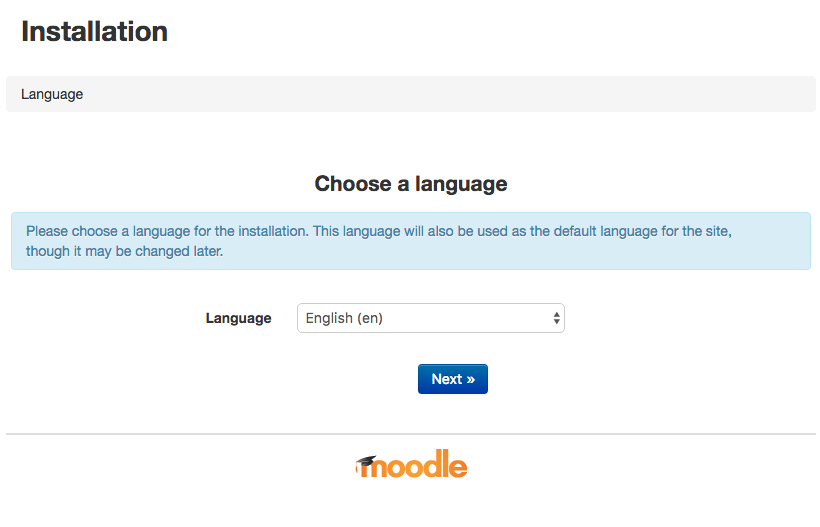 Installation
Language
Choose a language
Please choose a language for the installation. This language will also be used as the default language for the site,
though it may be changed later.
Language English (en)
Next »
moodle